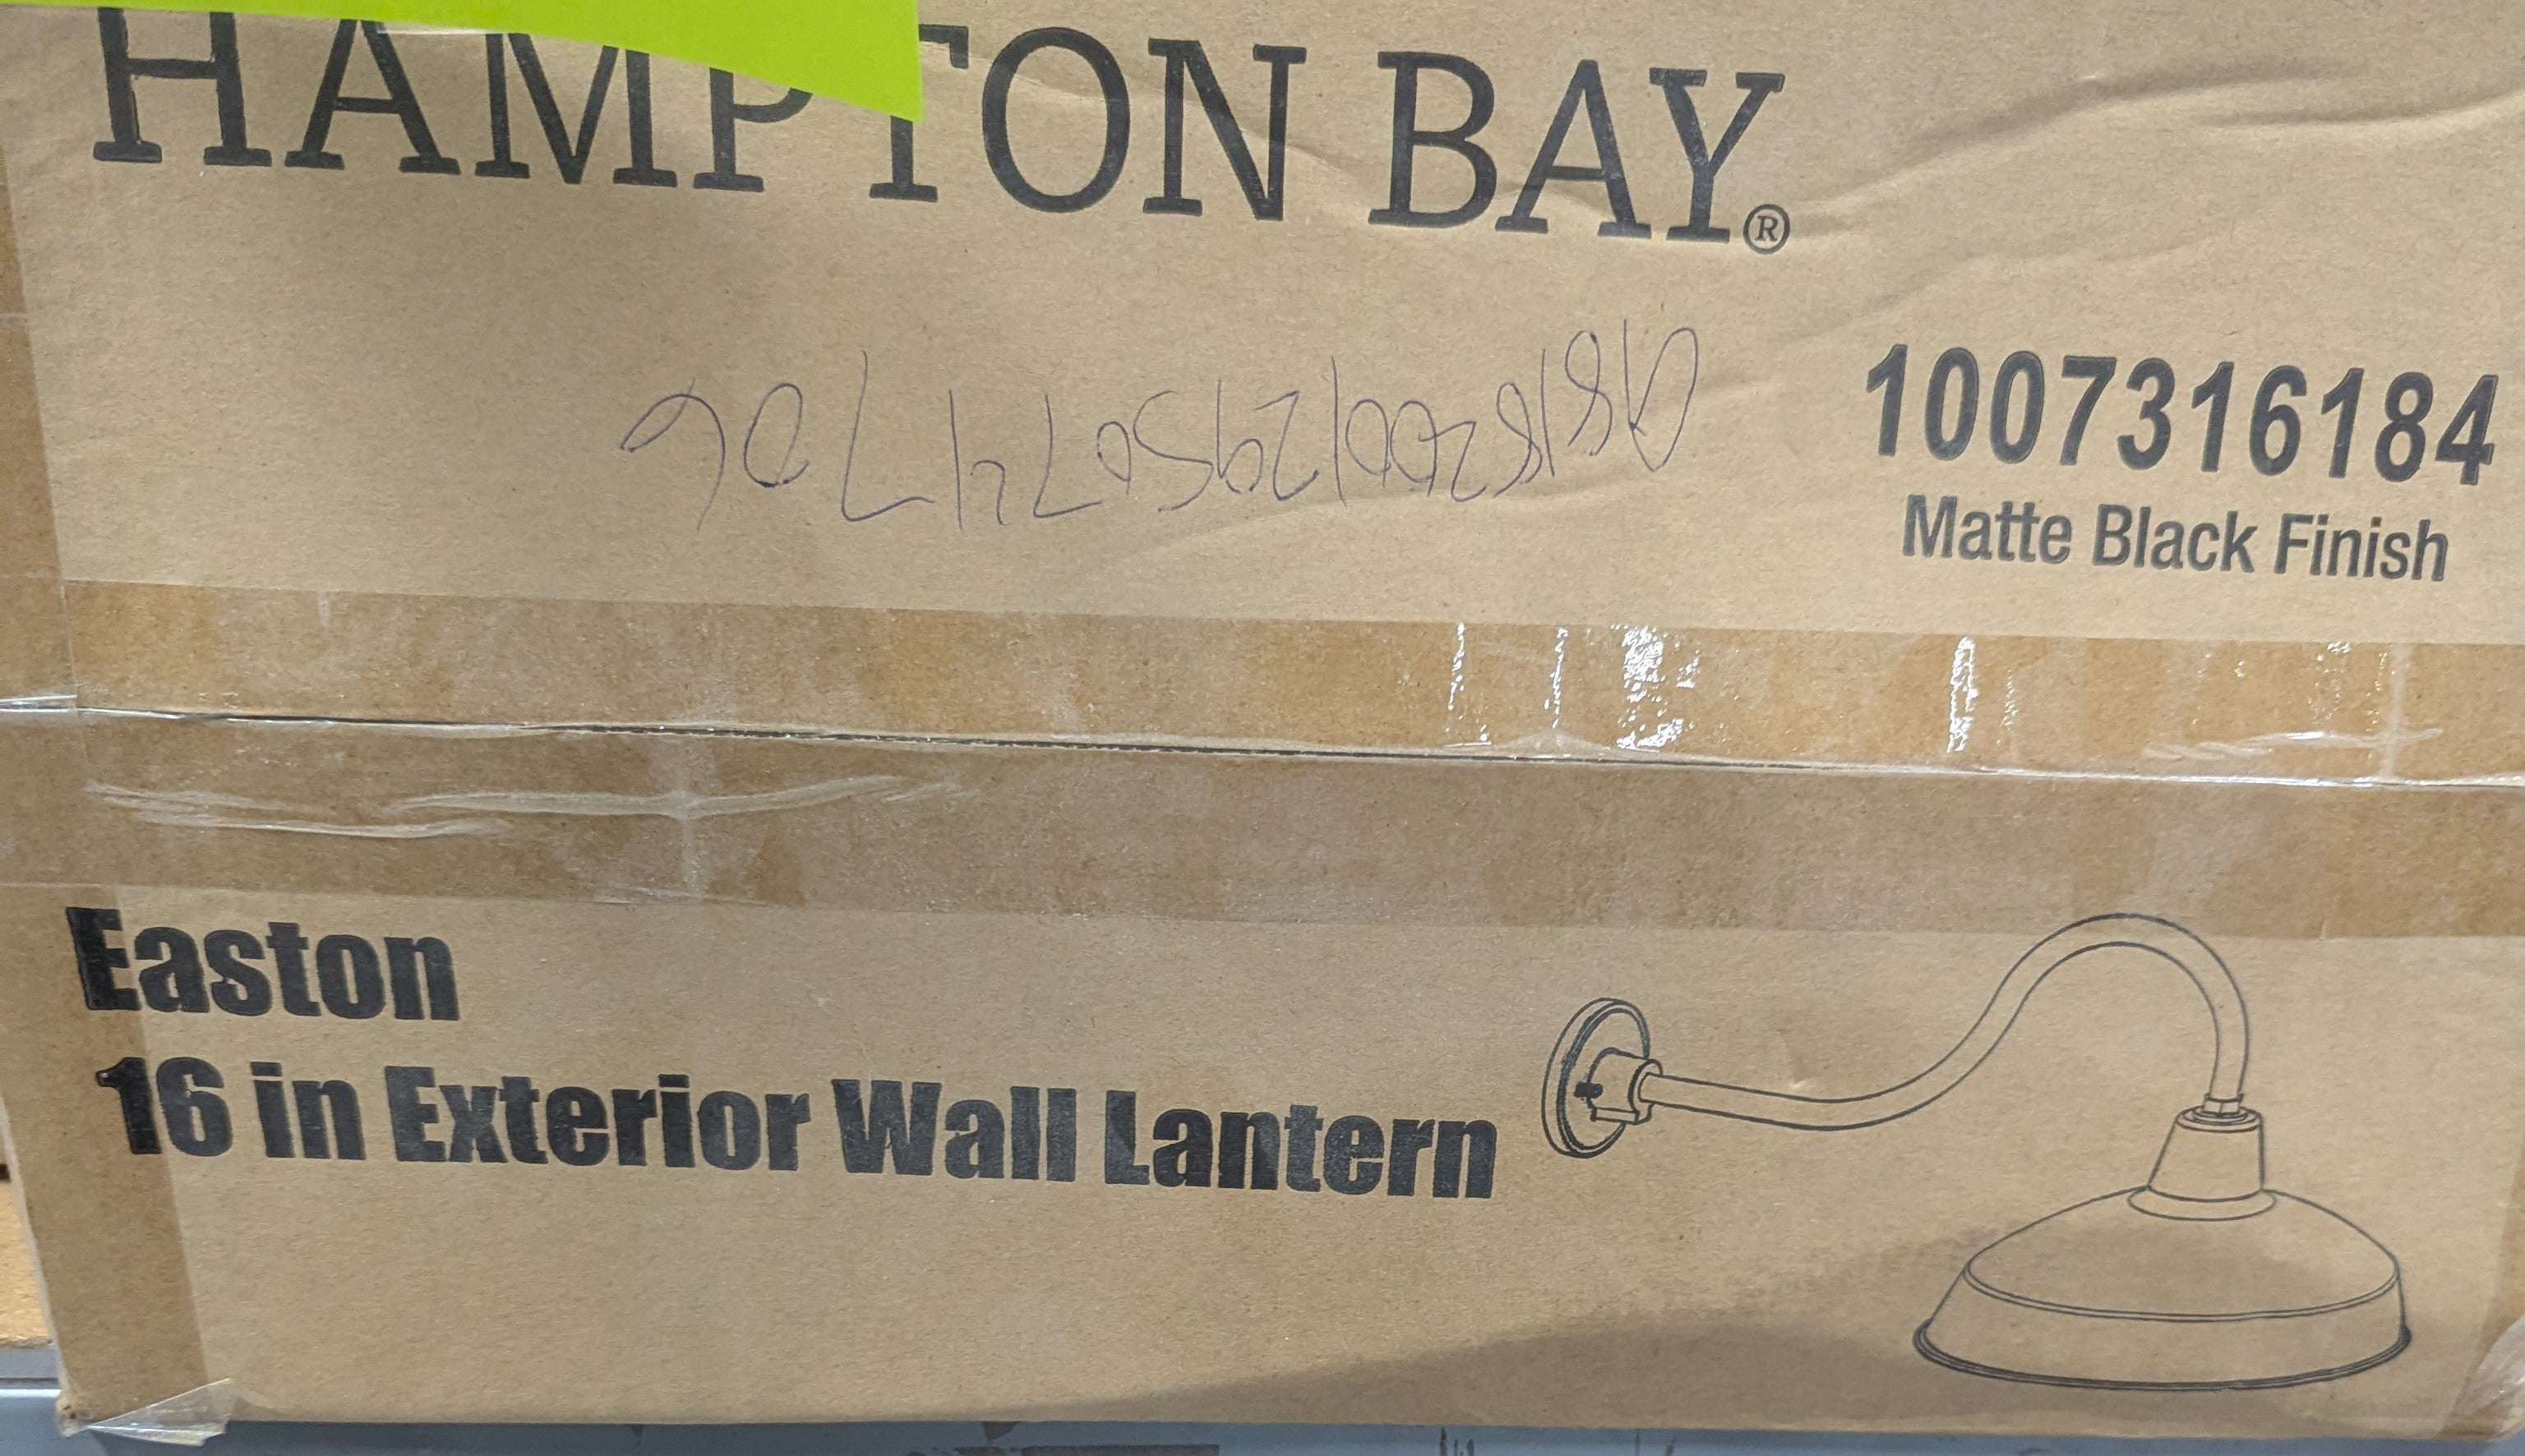 HAMPTON BAY®
1007316184
Matte Black Finish
Easton
16 in Exterior Wall Lantern